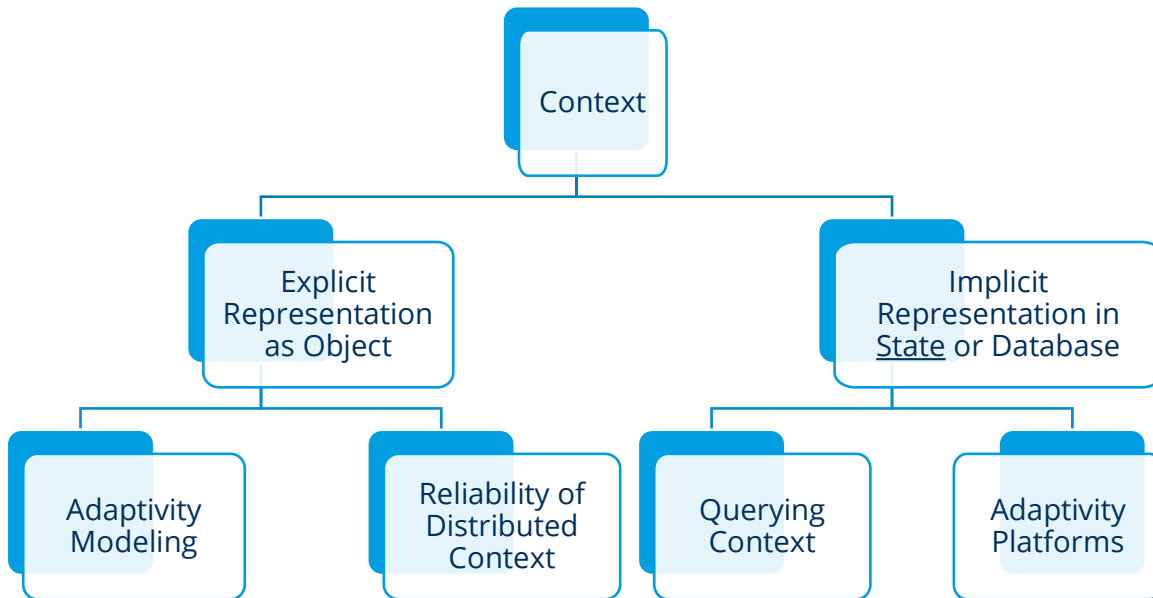 Context
Explicit
Representation
as Object
Implicit
Representation in
State or Database
Adaptivity
Modeling
Reliability of
Distributed
Context
Querying
Context
Adaptivity
Platforms